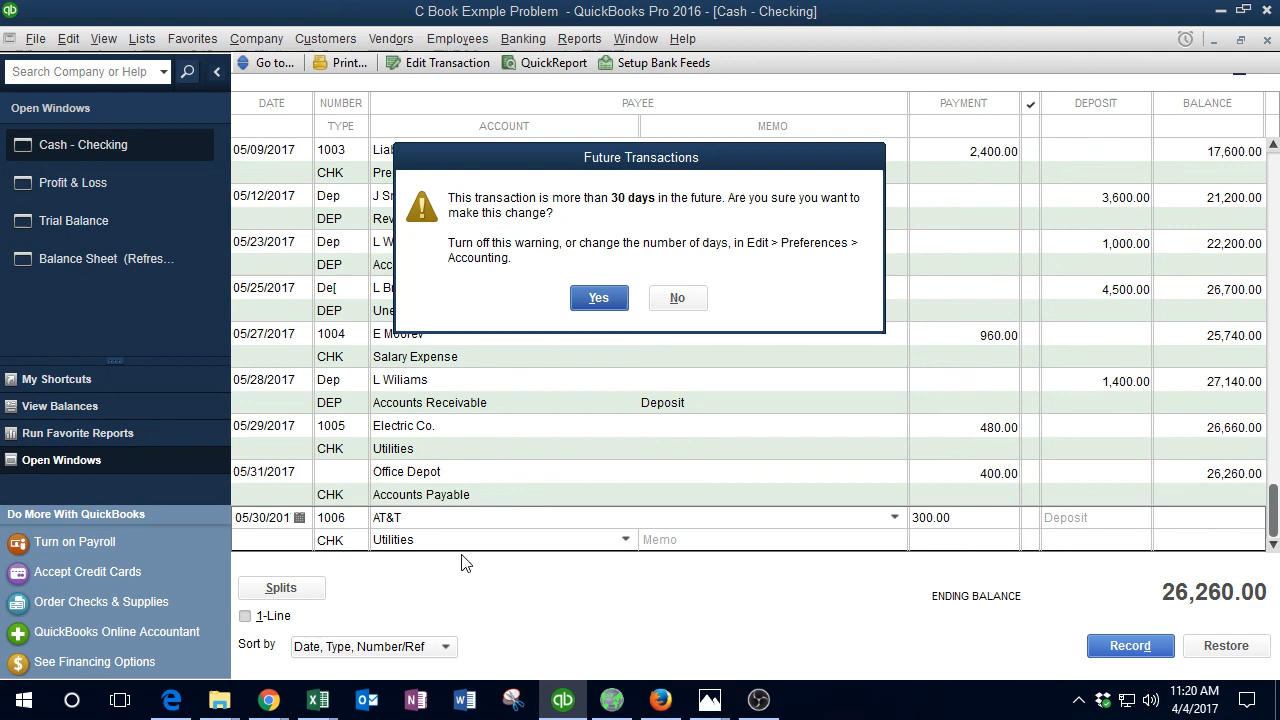 C Book Exmple Problem - QuickBooks Pro 2016 - [Cash - Checking]
File Edit View Lists Favorites Company Customers Vendors Employees Banking Reports Window Help
Search Company or Help
Go to... Print... Edit Transaction QuickReport Setup Bank Feeds
Open Windows
Cash - Checking
Profit & Loss
Trial Balance
Balance Sheet (Refres...
My Shortcuts
View Balances
Run Favorite Reports
Open Windows
Do More With QuickBooks
Turn on Payroll
Accept Credit Cards
Order Checks & Supplies
QuickBooks Online Accountant
See Financing Options
DATE NUMBER PAYEE PAYMENT ✓ DEPOSIT BALANCE
TYPE ACCOUNT MEMO
05/09/2017 1003 Lia 2,400.00 17,600.00
CHK Pre
05/12/2017 Dep J Sn 3,600.00 21,200.00
DEP Rev
05/23/2017 Dep L W 1,000.00 22,200.00
DEP Acc
05/25/2017 De[ L Br 4,500.00 26,700.00
DEP Une
05/27/2017 1004 E 960.00 25,740.00
CHK Salary Expense
05/28/2017 Dep L Wiliams 1,400.00 27,140.00
DEP Accounts Receivable Deposit
05/29/2017 1005 Electric Co. 480.00 26,660.00
CHK Utilities
05/31/2017 Office Depot 400.00 26,260.00
CHK Accounts Payable
05/30/201 1006 AT&T 300.00 Deposit
CHK Utilities Memo
Future Transactions
This transaction is more than 30 days in the future. Are you sure you want to
make this change?
Turn off this warning, or change the number of days, in Edit > Preferences >
Accounting.
Yes No
Splits
1-Line
ENDING BALANCE 26,260.00
Sort by Date, Type, Number/Ref
Record Restore
11:20 AM
4/4/2017